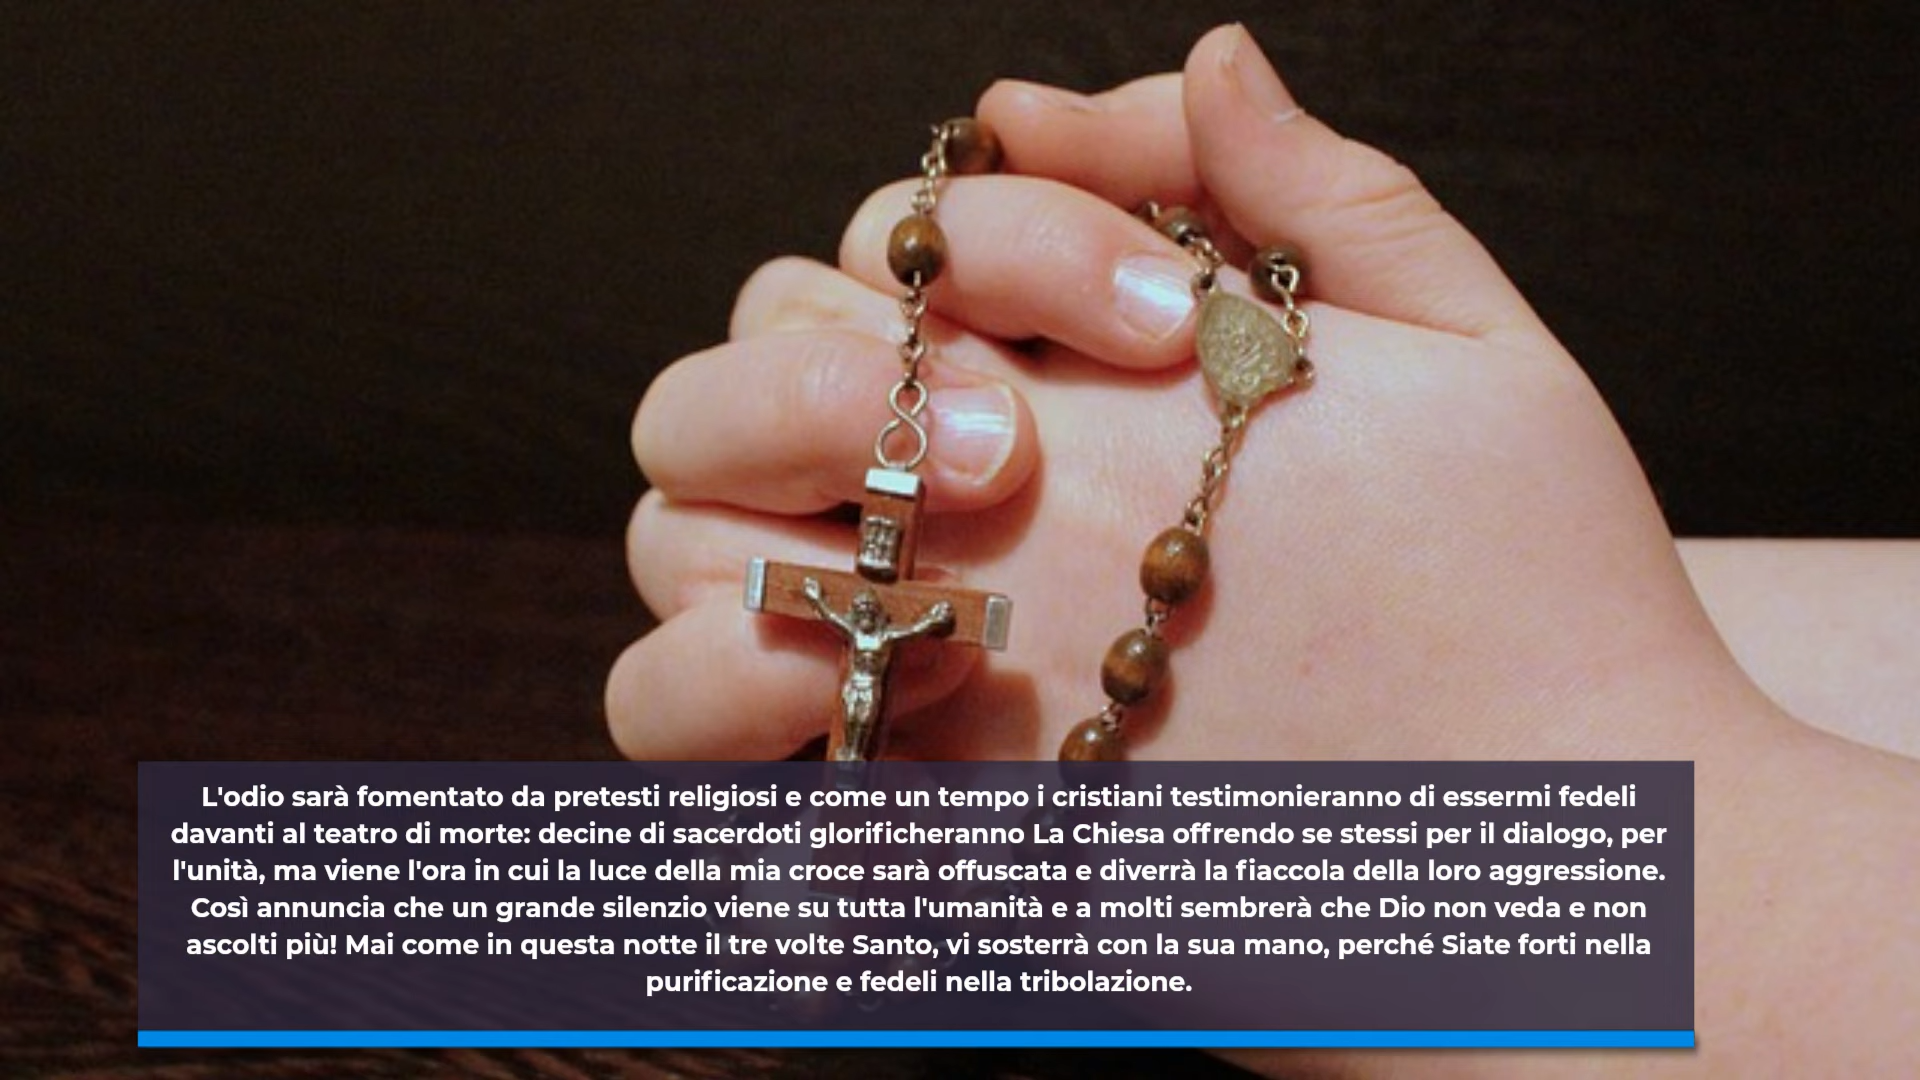 L'odio sarà fomentato da pretesti religiosi e come un tempo i cristiani testimonieranno di essermi fedeli
davanti al teatro di morte: decine di sacerdoti glorificheranno La Chiesa offrendo se stessi per il dialogo, per
l'unità, ma viene l'ora in cui la luce della mia croce sarà offuscata e diverrà la fiaccola della loro aggressione.
Così annuncia che un grande silenzio viene su tutta l'umanità e a molti sembrerà che Dio non veda e non
ascolti più! Mai come in questa notte il tre volte Santo, vi sosterrà con la sua mano, perché Siate forti nella
purificazione e fedeli nella tribolazione.